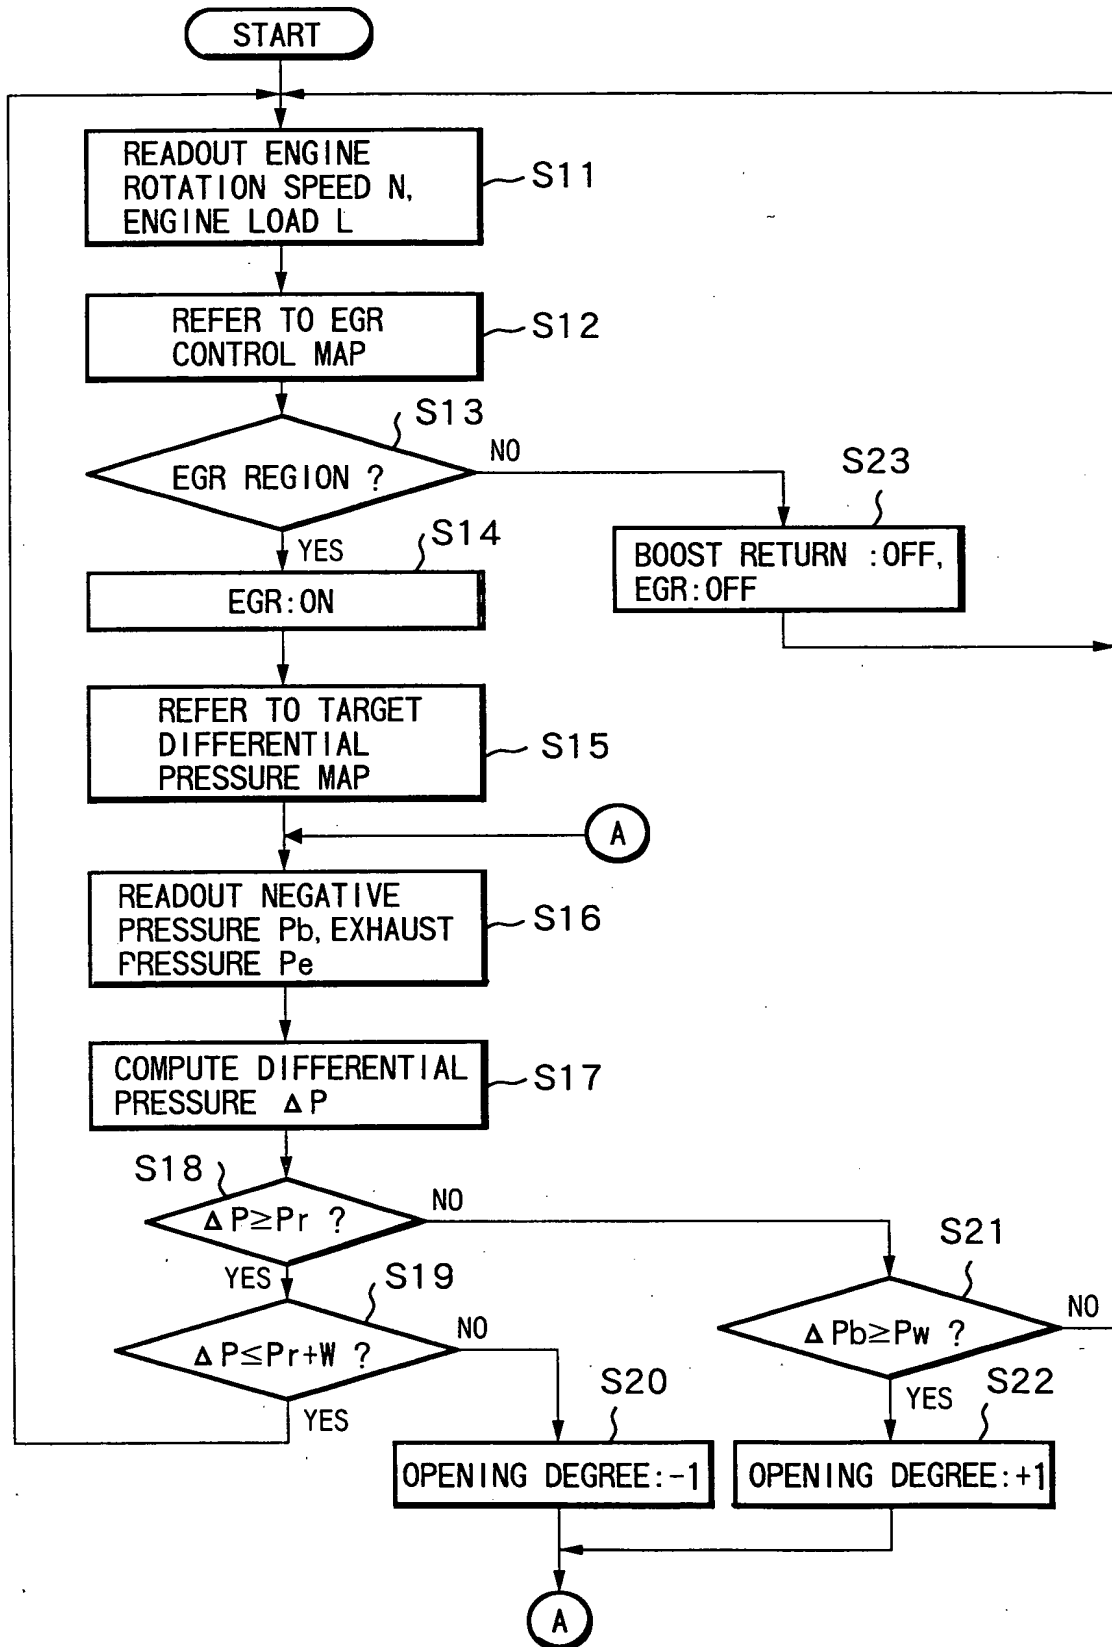 START
READOUT ENGINE
ROTATION SPEED N,
ENGINE LOAD L
S11
REFER TO EGR
CONTROL MAP
S12
S13
EGR REGION ?
NO
YES
S23
BOOST RETURN :OFF,
EGR:OFF
S14
EGR:ON
REFER TO TARGET
DIFFERENTIAL
PRESSURE MAP
S15
A
READOUT NEGATIVE
PRESSURE Pb, EXHAUST
PRESSURE Pe
S16
COMPUTE DIFFERENTIAL
PRESSURE ΔP
S17
S18
ΔP≥Pr ?
NO
YES
S19
ΔP≤Pr+W ?
NO
YES
S21
ΔPb≥Pw ?
NO
YES
S20
OPENING DEGREE:-1
S22
OPENING DEGREE:+1
A